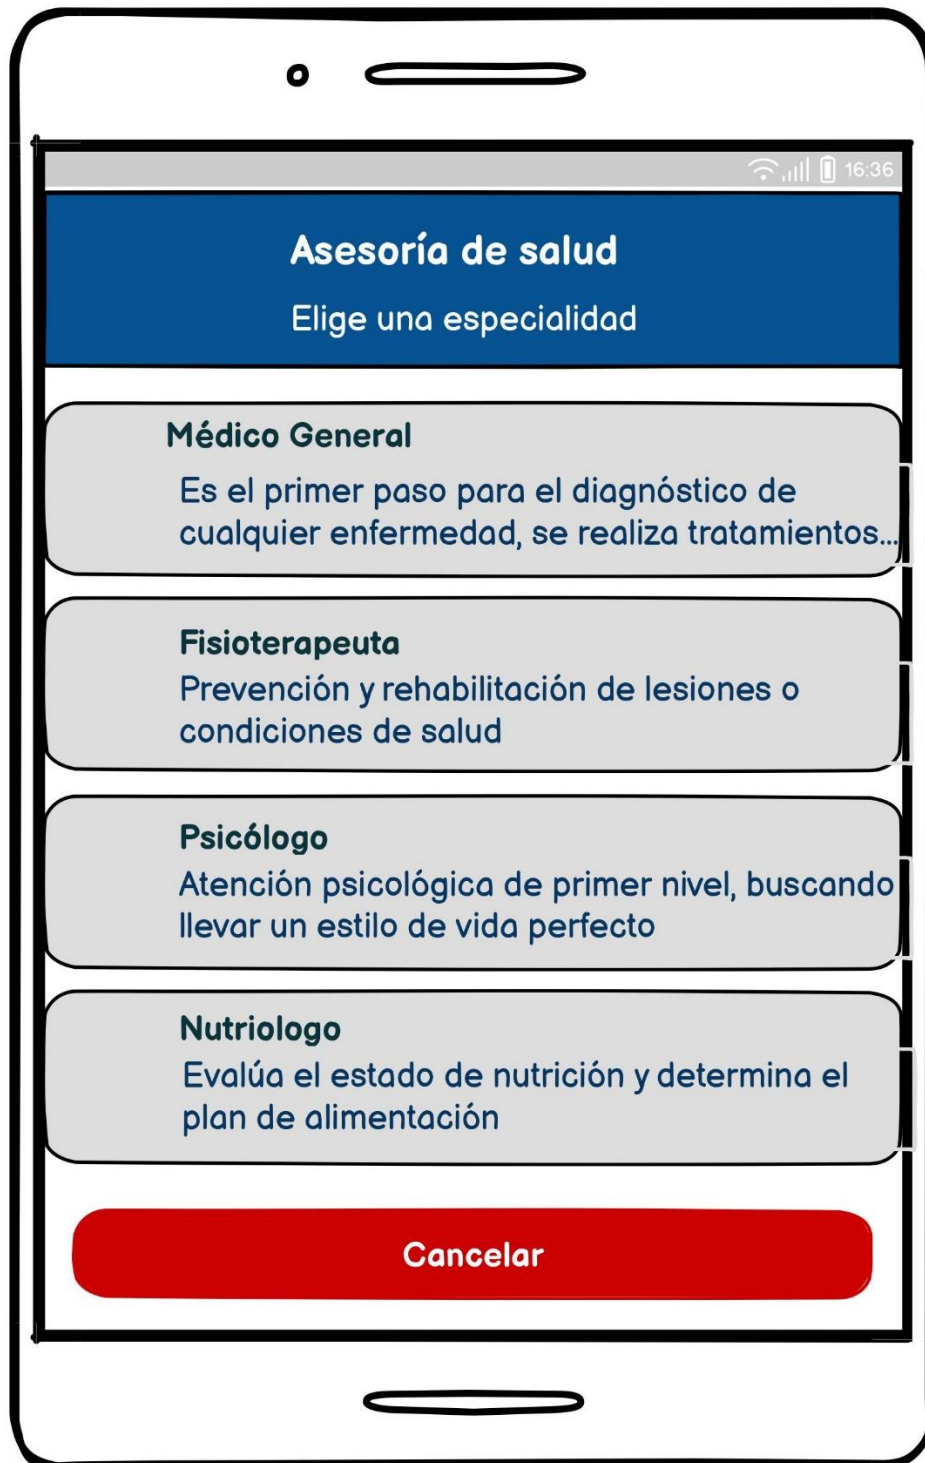 16:36
Asesoría de salud
Elige una especialidad
Médico General
Es el primer paso para el diagnóstico de
cualquier enfermedad, se realiza tratamientos...
Fisioterapeuta
Prevención y rehabilitación de lesiones o
condiciones de salud
Psicólogo
Atención psicológica de primer nivel, buscando
llevar un estilo de vida perfecto
Nutriologo
Evalúa el estado de nutrición y determina el
plan de alimentación
Cancelar